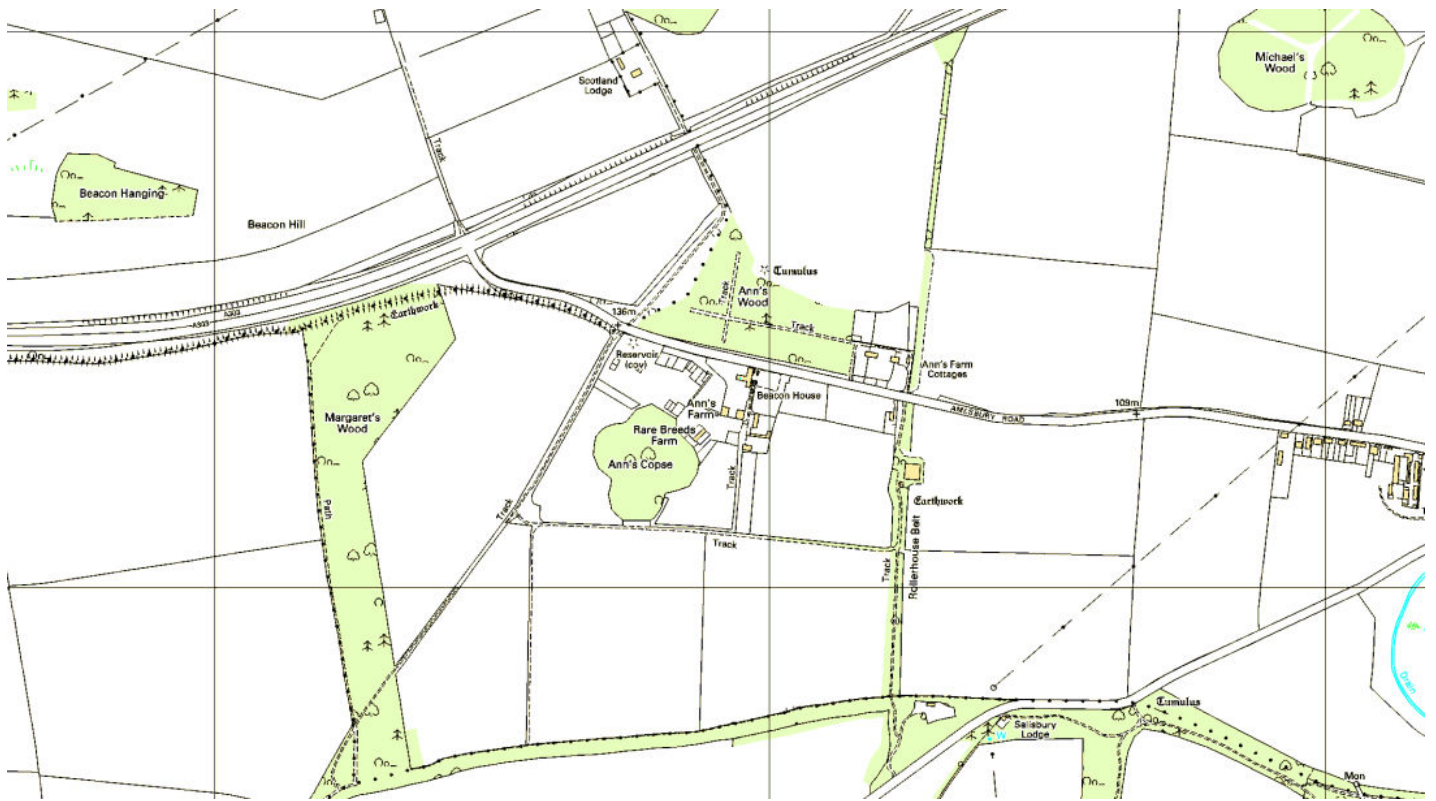 Michael's
Wood
Scotland
Lodge
Track
Beacon Hanging
Beacon Hill
Tumulus
Ann's
Wood
Track
Track
A303
A303
Earthwork
136m
Reservoir
(cov)
Ann's Farm
Cottages
Beacon House
Ann's
Farm
AMESBURY ROAD
109m
Margaret's
Wood
Rare Breeds
Farm
Ann's Copse
Track
Path
Track
Earthwork
Track
Track
Rollerhouse Belt
Drain
Tumulus
Salisbury
Lodge
W
Mon